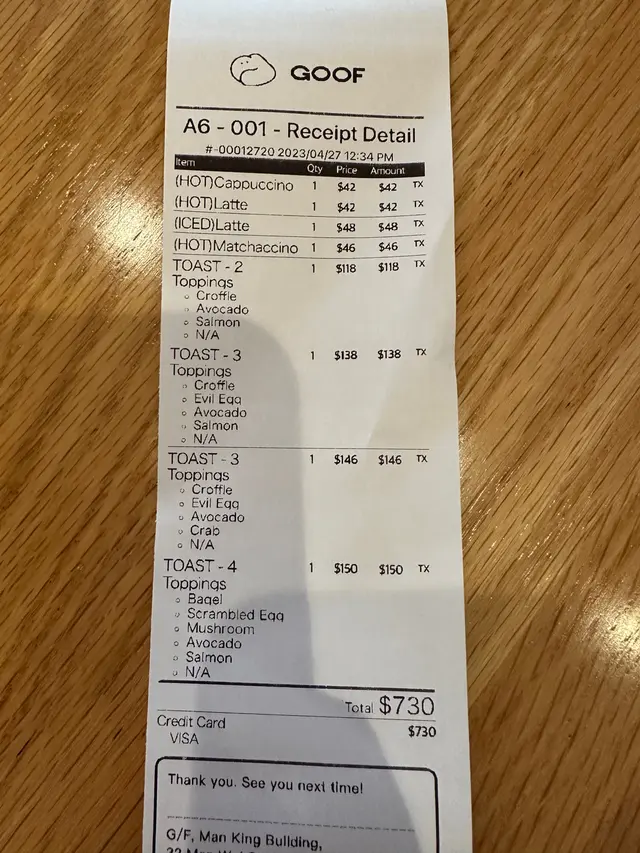 GOOF
A6 - 001 - Receipt Detail
#-00012720 2023/04/27 12:34 PM
Item Qty Price Amount
(HOT)Cappuccino 1 $42 $42 TX
(HOT)Latte 1 $42 $42 TX
(ICED)Latte 1 $48 $48 TX
(HOT)Matchaccino 1 $46 $46 TX
TOAST - 2 1 $118 $118 TX
Toppings
○ Croffle
○ Avocado
○ Salmon
○ N/A
TOAST - 3 1 $138 $138 TX
Toppings
○ Croffle
○ Evil Egg
○ Avocado
○ Salmon
○ N/A
TOAST - 3 1 $146 $146 TX
Toppings
○ Croffle
○ Evil Egg
○ Avocado
○ Crab
○ N/A
TOAST - 4 1 $150 $150 TX
Toppings
○ Bagel
○ Scrambled Egg
○ Mushroom
○ Avocado
○ Salmon
○ N/A
Total $730
Credit Card $730
VISA
Thank you. See you next time!
G/F, Man King Building,